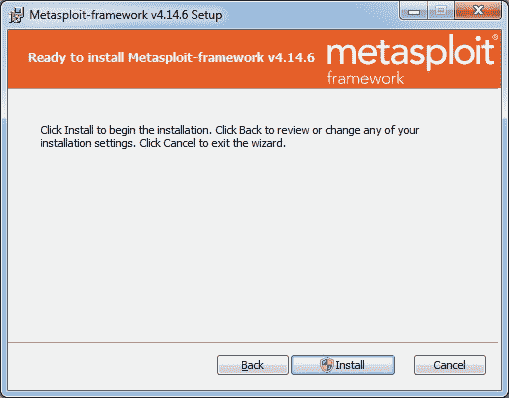 Metasploit-framework v4.14.6 Setup
Ready to install Metasploit-framework v4.14.6
metasploit®
framework
Click Install to begin the installation. Click Back to review or change any of your
installation settings. Click Cancel to exit the wizard.
Back
Install
Cancel